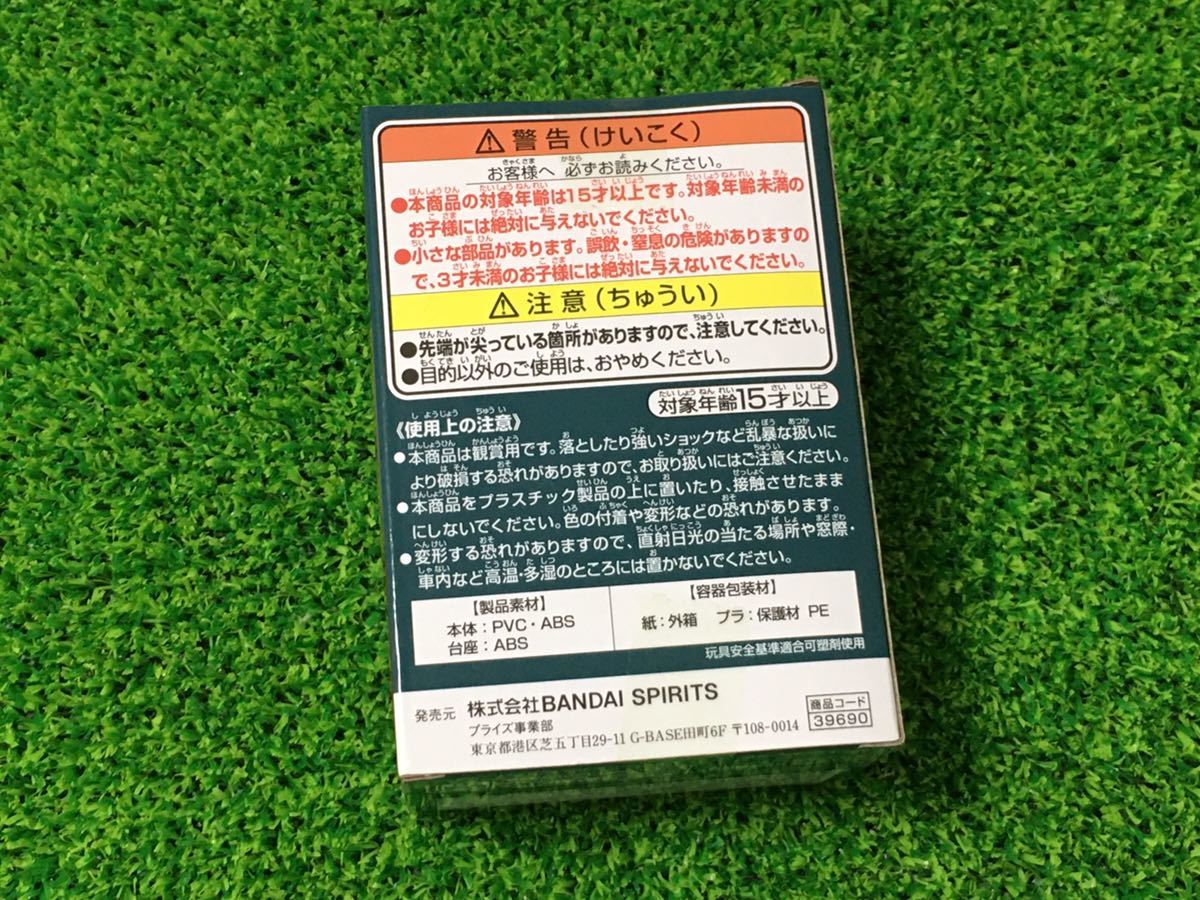 ⚠警告(けいこく)
お客様へ 必ずお読みください。
●本商品の対象年齢は15才以上です。対象年齢未満の
お子様には絶対に与えないでください。
●小さな部品があります。誤飲・窒息の危険がありますの
で、3才未満のお子様には絶対に与えないでください。
⚠注意(ちゅうい)
●先端が尖っている箇所がありますので、注意してください。
●目的以外のご使用は、おやめください。
対象年齢15才以上
《使用上の注意》
●本商品は観賞用です。落としたり強いショックなど乱暴な扱いに
より破損する恐れがありますので、お取り扱いにはご注意ください。
●本商品をプラスチック製品の上に置いたり、接触させたまま
にしないでください。色の付着や変形などの恐れがあります。
●変形する恐れがありますので、直射日光の当たる場所や窓際・
車内など高温・多湿のところには置かないでください。
【製品素材】
本体:PVC・ABS
台座:ABS
【容器包装材】
紙:外箱 プラ:保護材 PE
玩具安全基準適合可塑剤使用
発売元 株式会社BANDAI SPIRITS
プライズ事業部
東京都港区芝五丁目29-11 G-BASE田町6F 〒108-0014
商品コード
39690